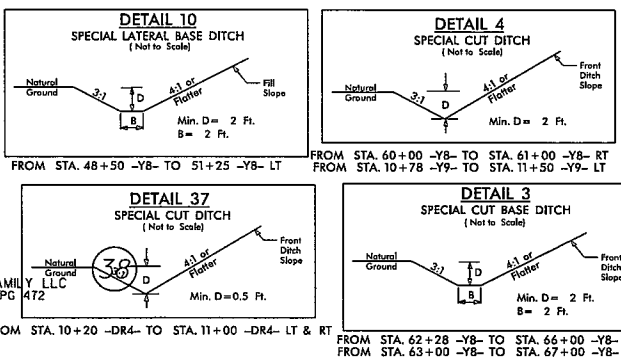 DETAIL 10
SPECIAL LATERAL BASE DITCH
( Not to Scale)
Natural
Ground
3:1
D
B
4:1 or
Flatter
Fill
Slope
Min. D= 2 Ft.
B= 2 Ft.
FROM STA. 48+50 -Y8- TO 51+25 -Y8- LT
DETAIL 4
SPECIAL CUT DITCH
( Not to Scale)
Natural
Ground
3:1
D
4:1 or
Flatter
Front
Ditch
Slope
Min. D= 2 Ft.
FROM STA. 60+00 -Y8- TO STA. 61+00 -Y8- RT
FROM STA. 10+78 -Y9- TO STA. 11+50 -Y9- LT
DETAIL 37
SPECIAL CUT DITCH
( Not to Scale)
Natural
Ground
38
D
4:1 or
Flatter
Front
Ditch
Slope
Min. D=0.5 Ft.
AMILY LLC
PG 472
OM STA. 10+20 -DR4- TO STA. 11+00 -DR4- LT & RT
DETAIL 3
SPECIAL CUT BASE DITCH
( Not to Scale)
Natural
Ground
3:1
D
B
4:1 or
Flatter
Front
Ditch
Slope
Min. D= 2 Ft.
B= 2 Ft.
FROM STA. 62+28 -Y8- TO STA. 66+00 -Y8-
FROM STA. 63+00 -Y8- TO STA. 67+00 -Y8-